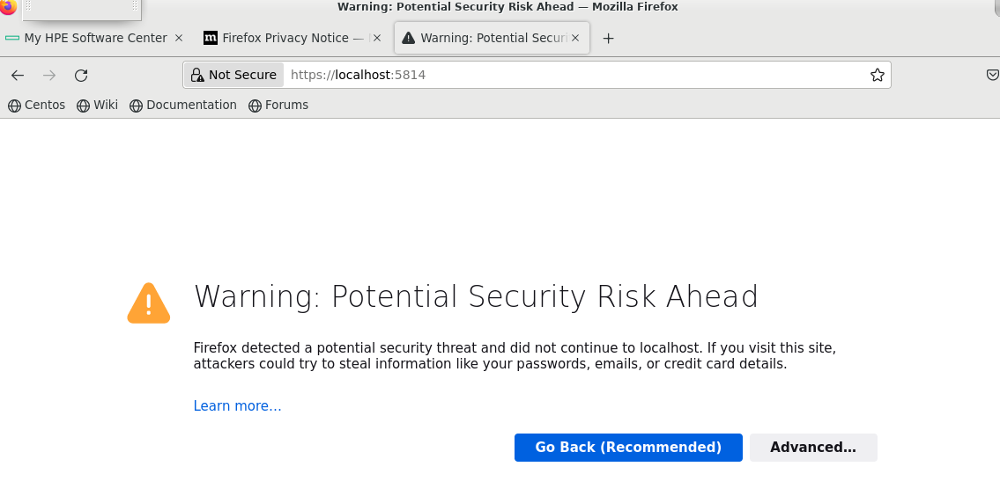 Warning: Potential Security Risk Ahead — Mozilla Firefox
My HPE Software Center
Firefox Privacy Notice —
Warning: Potential Securi
Not Secure https://localhost:5814
Centos Wiki Documentation Forums
Warning: Potential Security Risk Ahead
Firefox detected a potential security threat and did not continue to localhost. If you visit this site,
attackers could try to steal information like your passwords, emails, or credit card details.
Learn more…
Go Back (Recommended) Advanced…